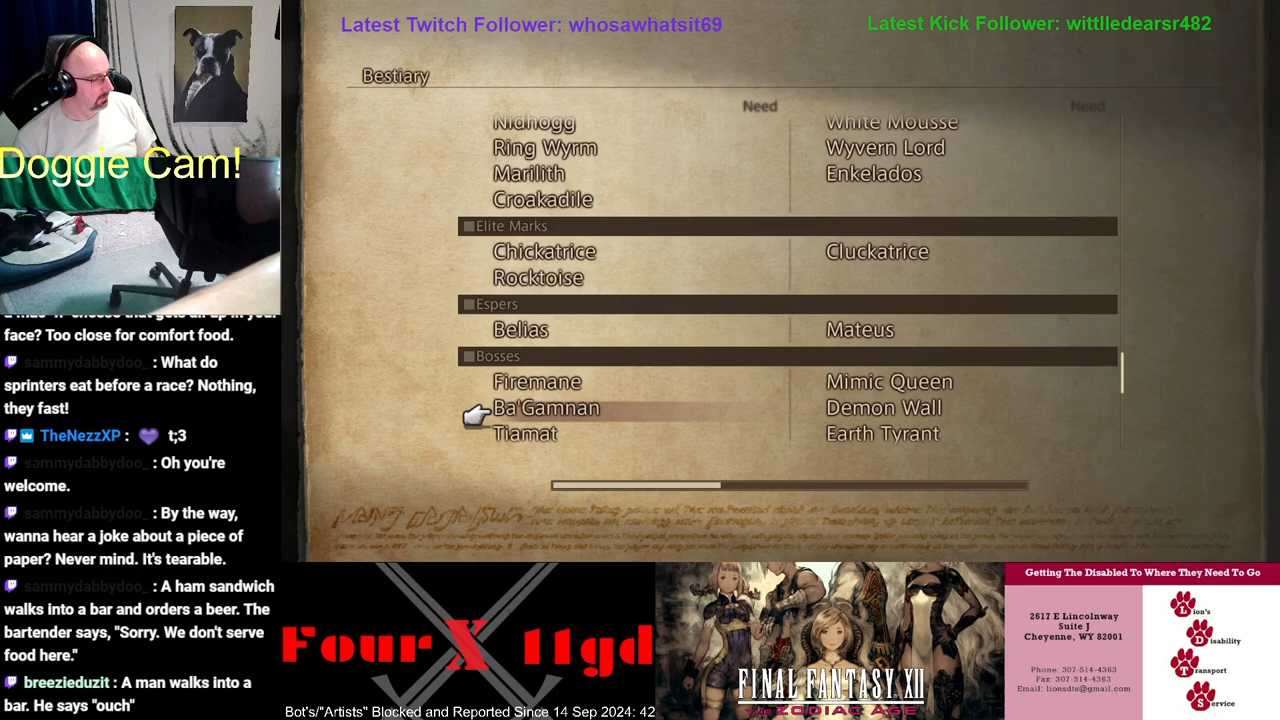 Latest Twitch Follower: whosawhatsit69
Latest Kick Follower: wittlledearsr482
Doggie Cam!
face? Too close for comfort food.
sammydabbydoo_ : What do
sprinters eat before a race? Nothing,
they fast!
TheNezzXP : 💜 t;3
sammydabbydoo_ : Oh you're
welcome.
sammydabbydoo_ : By the way,
wanna hear a joke about a piece of
paper? Never mind. It's tearable.
sammydabbydoo_ : A ham sandwich
walks into a bar and orders a beer. The
bartender says, "Sorry. We don't serve
food here."
breezieduzit : A man walks into a
bar. He says "ouch"
Bestiary
Need Need
Nidhogg White Mousse
Ring Wyrm Wyvern Lord
Marilith Enkelados
Croakadile
Elite Marks
Chickatrice Cluckatrice
Rocktoise
Espers
Belias Mateus
Bosses
Firemane Mimic Queen
Ba'Gamnan Demon Wall
Tiamat Earth Tyrant
Four X 11gd
Bot's/"Artists" Blocked and Reported Since 14 Sep 2024: 42
FINAL FANTASY XII
THE ZODIAC AGE
Getting The Disabled To Where They Need To Go
2617 E Lincolnway
Suite J
Cheyenne, WY 82001
Phone: 307-514-4363
Fax: 307-514-4363
Email: lionsdts@gmail.com
Lion's
Disability
Transport
Service